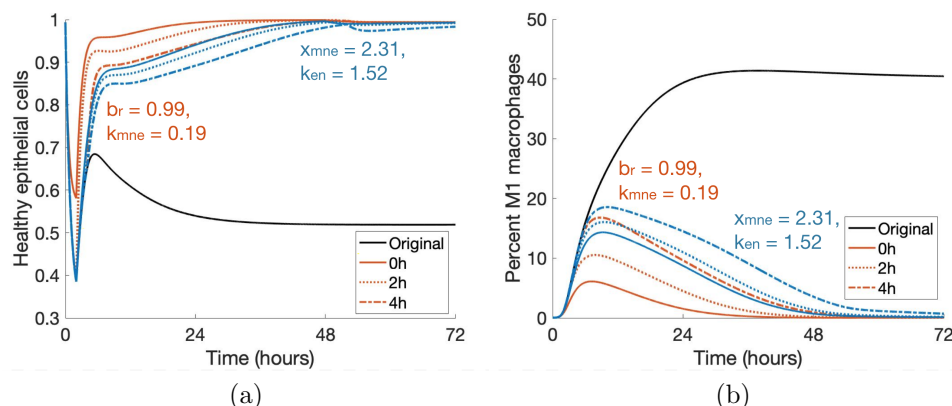 1
0.9
0.8
0.7
0.6
0.5
0.4
0.3
Healthy epithelial cells
xmne = 2.31,
ken = 1.52
br = 0.99,
kmne = 0.19
Original
0h
2h
4h
0 24 48 72
Time (hours)
(a)
50
40
30
20
10
0
Percent M1 macrophages
br = 0.99,
kmne = 0.19
xmne = 2.31,
ken = 1.52
Original
0h
2h
4h
0 24 48 72
Time (hours)
(b)